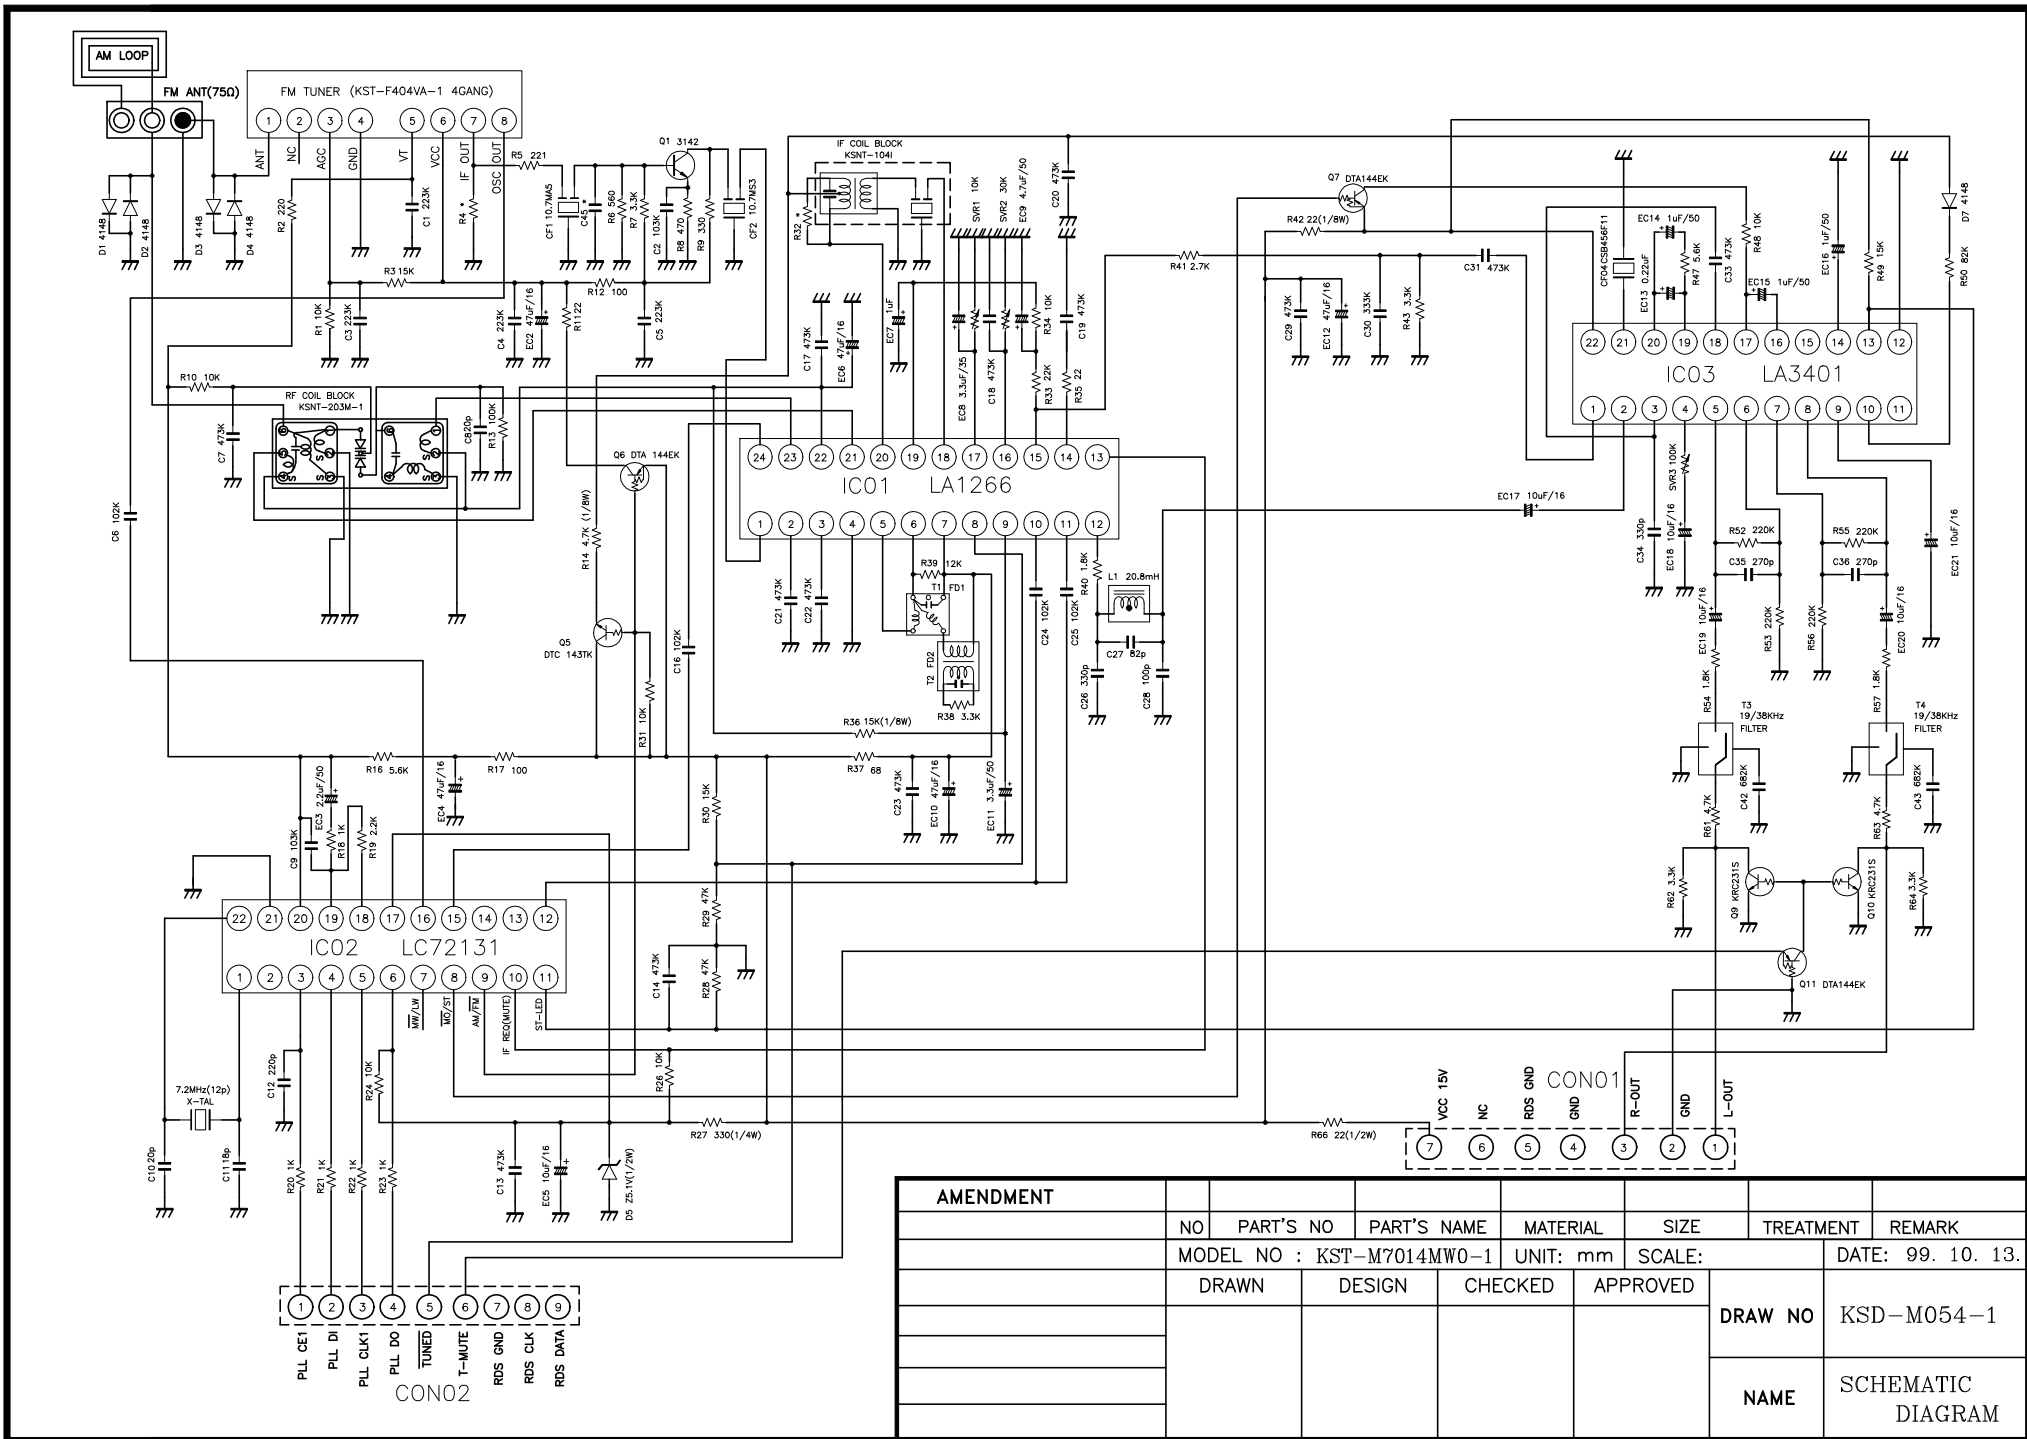 AM LOOP
FM ANT(75Ω)
FM TUNER (KST-F404VA-1 4GANG)
1 2 3 4 5 6 7 8
ANT
NC
AGC
GND
VT
VCC
IF OUT
OSC OUT
D1 4148
D2 4148
D3 4148
D4 4148
R2 220
C1 223K
R4 *
R5 221
CF1 10.7MA5
C45 *
R6 560
R7 3.3K
C2 103K
R8 470
R9 330
Q1 3142
CF2 10.7MS3
R3 15K
R12 100
R1 10K
C3 223K
C4 223K
EC2 47uF/16
R11 22
C5 223K
IF COIL BLOCK
KSNT-104I
R32 *
SVR1 10K
SVR2 30K
EC9 4.7uF/50
C20 473K
C17 473K
EC6 47uF/16
EC7 1uF
EC8 3.3uF/35
C18 473K
R34 10K
R33 22K
C19 473K
R35 22
R41 2.7K
C31 473K
Q7 DTA144EK
R42 22(1/8W)
C29 473K
EC12 47uF/16
C30 333K
R43 3.3K
CF04 CSB456F11
EC14 1uF/50
EC13 0.22uF
R47 5.6K
C33 473K
R48 10K
EC15 1uF/50
EC16 1uF/50
R49 15K
D7 4148
R50 82K
R10 10K
C7 473K
RF COIL BLOCK
KSNT-203M-1
C8 20p
R13 100K
C6 102K
22 21 20 19 18 17 16 15 14 13 12
IC03 LA3401
1 2 3 4 5 6 7 8 9 10 11
24 23 22 21 20 19 18 17 16 15 14 13
IC01 LA1266
1 2 3 4 5 6 7 8 9 10 11 12
Q6 DTA 144EK
R14 4.7K (1/8W)
Q5
DTC 143TK
R31 10K
C16 102K
C21 473K
C22 473K
R39 12K
T1 FD1
T2 FD2
R38 3.3K
C24 102K
C25 102K
R40 1.8K
L1 20.8mH
C27 82p
C26 330p
C28 100p
EC17 10uF/16
C34 330p
SVR3 100K
EC18 10uF/16
R52 220K
C35 270p
R55 220K
C36 270p
EC21 10uF/16
EC19 10uF/16
R53 220K
R56 220K
EC20 10uF/16
R54 1.8K
R57 1.8K
T3
19/38KHz
FILTER
T4
19/38KHz
FILTER
C42 682K
C43 682K
R61 4.7K
R63 4.7K
R62 3.3K
Q9 KRC231S
Q10 KRC231S
R64 3.3K
Q11 DTA144EK
R36 15K(1/8W)
R37 68
C23 473K
EC10 47uF/16
EC11 3.3uF/50
R16 5.6K
R17 100
EC3 2.2uF/50
EC4 47uF/16
C9 103K
R18 1K
R19 2.2K
R30 15K
R29 47K
R28 47K
C14 473K
22 21 20 19 18 17 16 15 14 13 12
IC02 LC72131
1 2 3 4 5 6 7 8 9 10 11
MW/LW
MO/ST
AM/FM
IF REQ(MUTE)
ST-LED
7.2MHz(12p)
X-TAL
C10 20p
C11 18p
C12 220p
R24 10K
R26 10K
R27 330(1/4W)
R20 1K
R21 1K
R22 1K
R23 1K
C13 473K
EC5 100uF/16
D5 Z5.1V(1/2W)
R66 22(1/2W)
CON01
VCC 15V
NC
RDS GND
GND
R-OUT
GND
L-OUT
7 6 5 4 3 2 1
1 2 3 4 5 6 7 8 9
PLL CE1
PLL DI
PLL CLK1
PLL DO
TUNED
T-MUTE
RDS GND
RDS CLK
RDS DATA
CON02
AMENDMENT
NO PART'S NO PART'S NAME MATERIAL SIZE TREATMENT REMARK
MODEL NO : KST-M7014MW0-1 UNIT: mm SCALE: DATE: 99. 10. 13.
DRAWN DESIGN CHECKED APPROVED
DRAW NO KSD-M054-1
NAME SCHEMATIC
DIAGRAM